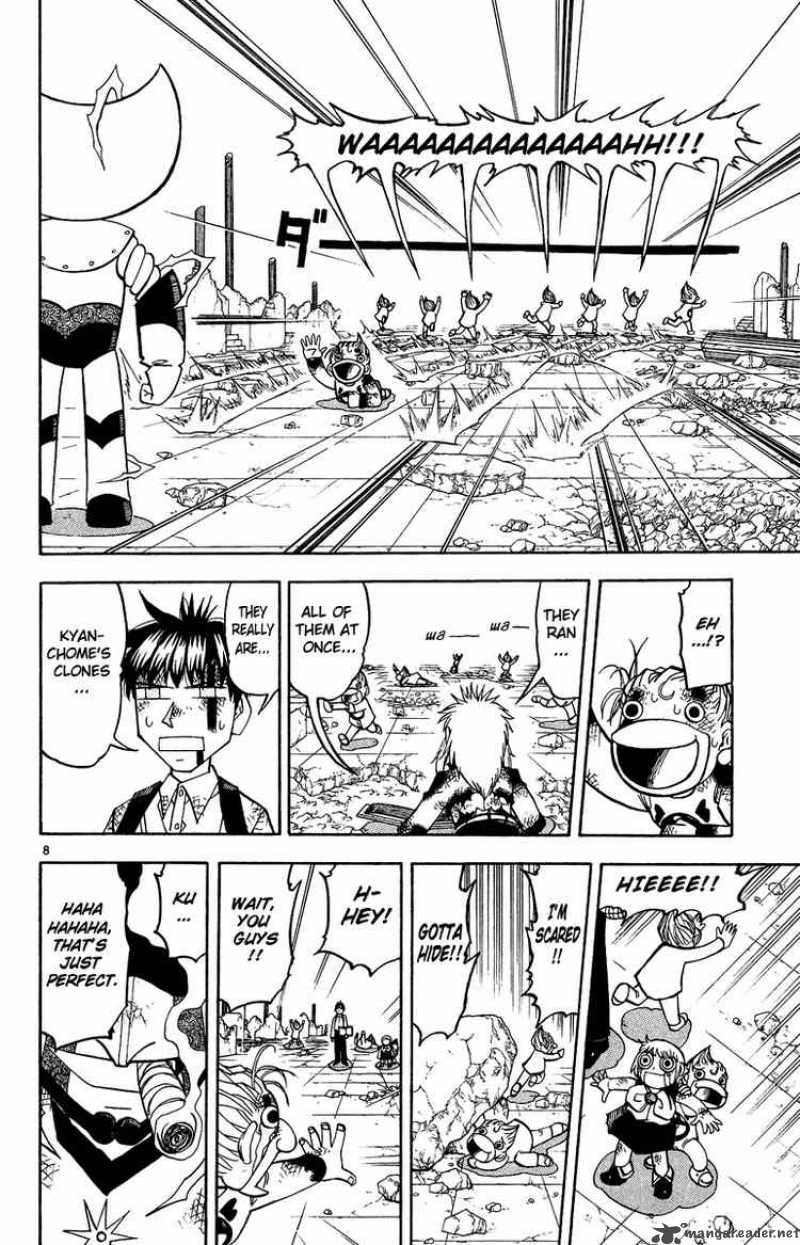 WAAAAAAAAAAAAAAAHH!!!
ダ
EH
...!?
THEY
RAN
...
ALL OF
THEM AT
ONCE...
wa
wa
THEY
REALLY
ARE...
KYAN-
CHOME'S
CLONES
...
8
HIEEEE!!
I'M
SCARED
!!
GOTTA
HIDE!!
H-
HEY!
WAIT,
YOU
GUYS
!!
KU
...
HAHA
HAHAHA,
THAT'S
JUST
PERFECT.
mangareader.net